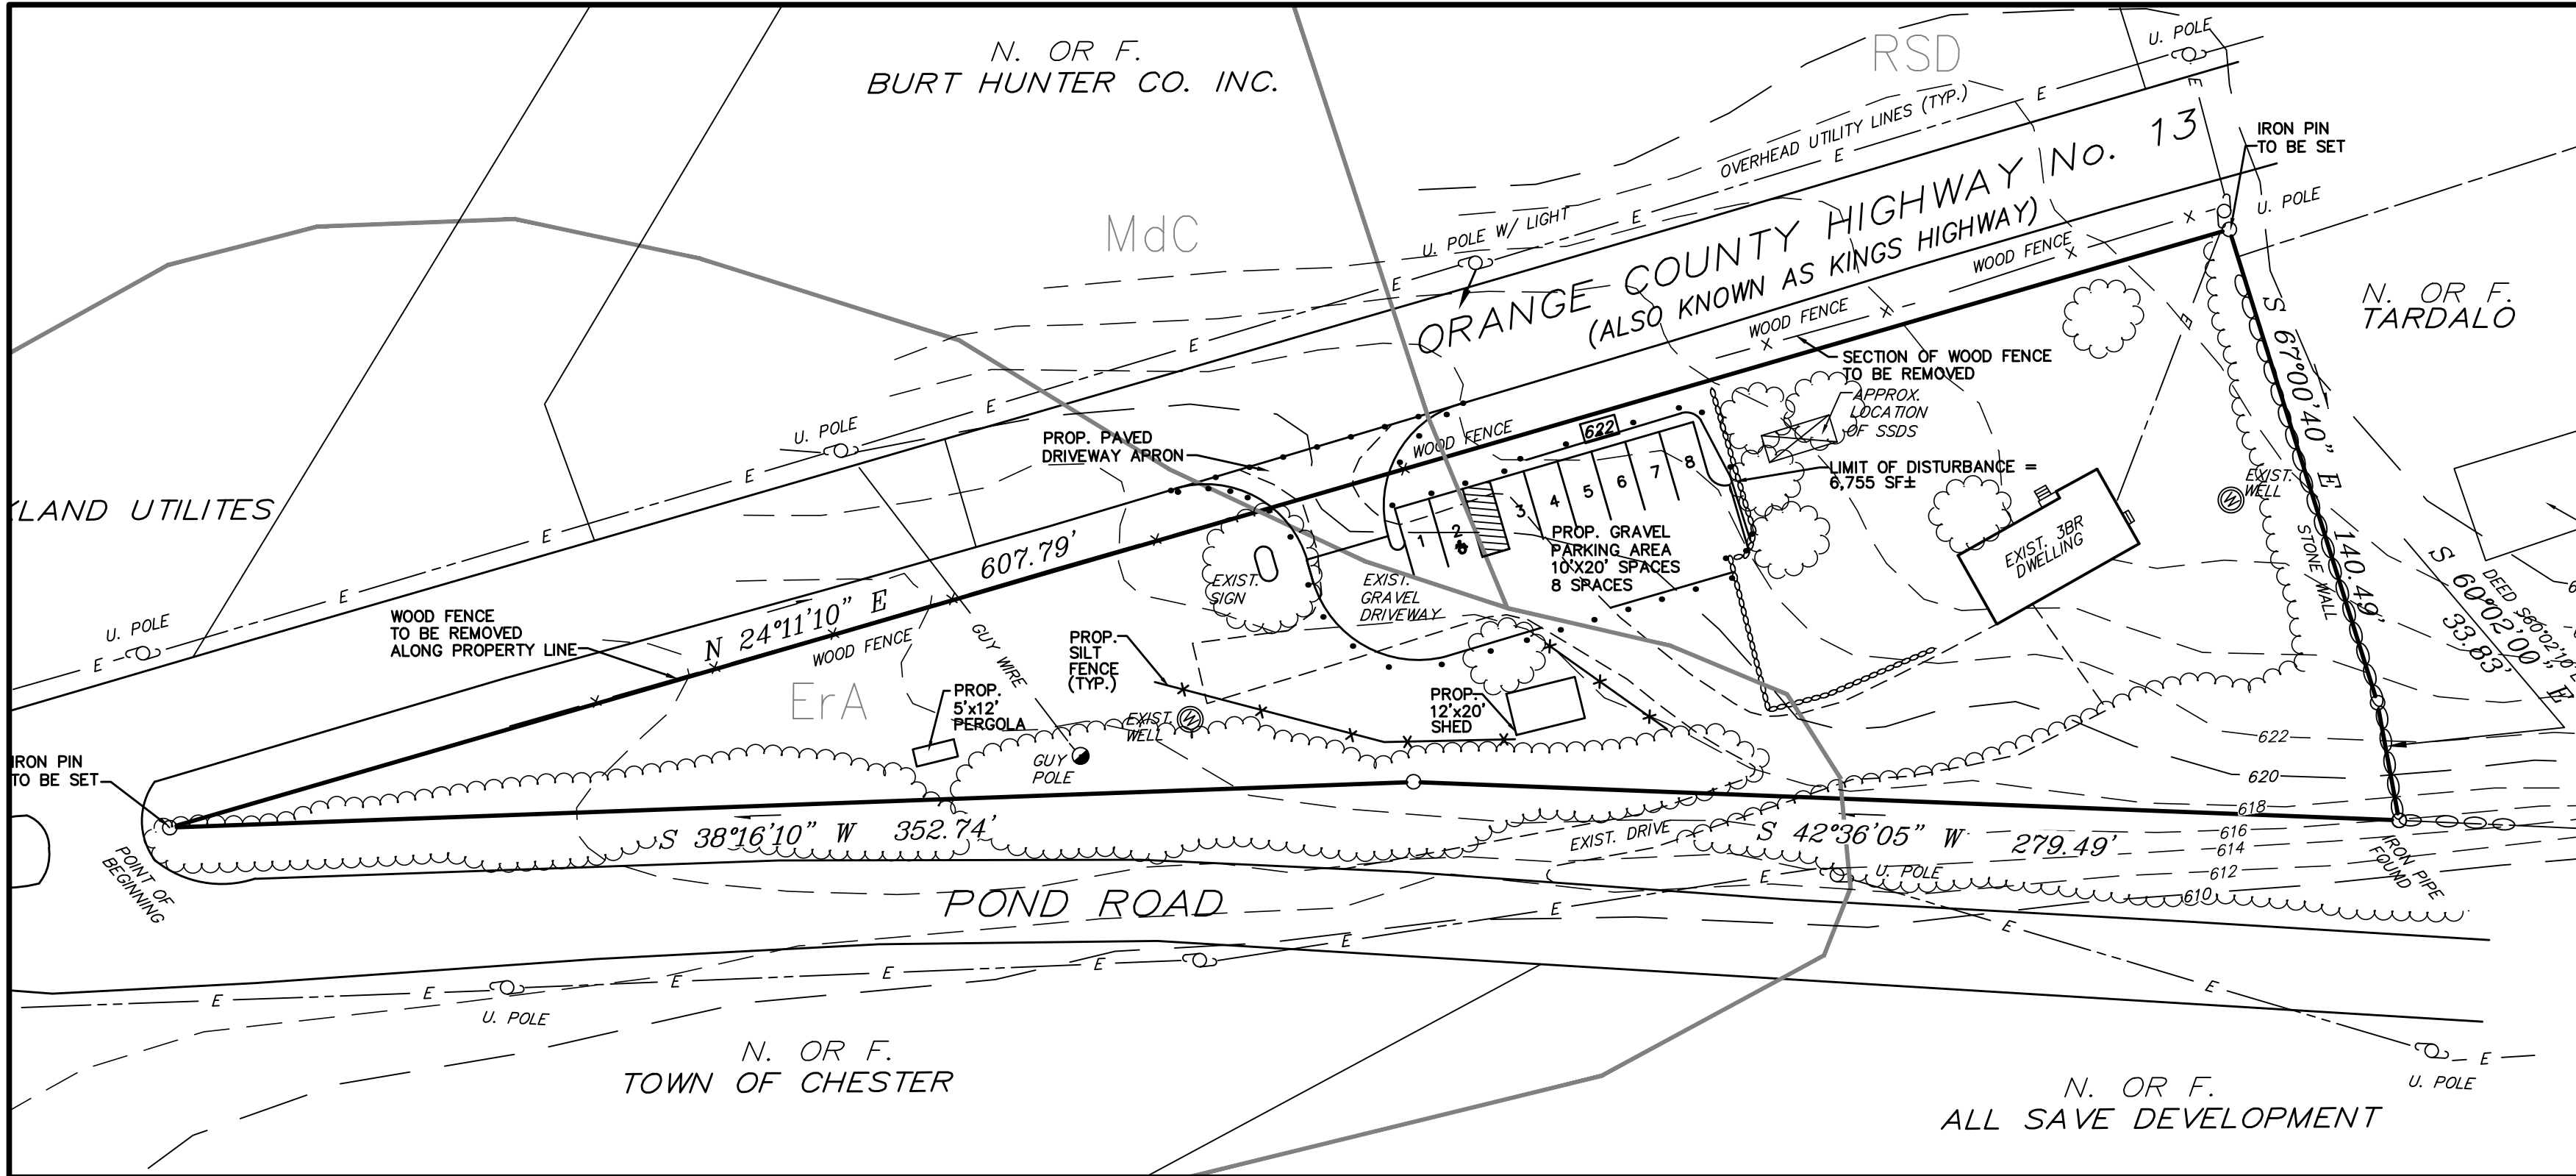 N. OR F.
BURT HUNTER CO. INC.
RSD
U. POLE
E
OVERHEAD UTILITY LINES (TYP.)
E
E
E
ORANGE COUNTY HIGHWAY No. 13
(ALSO KNOWN AS KINGS HIGHWAY)
IRON PIN
TO BE SET
U. POLE
MdC
U. POLE W/ LIGHT
E
E
E
WOOD FENCE
WOOD FENCE
N. OR F.
TARDALO
SECTION OF WOOD FENCE
TO BE REMOVED
APPROX.
LOCATION
OF SSDS
E
S 67°00'40" E 140.49'
STONE WALL
U. POLE
PROP. PAVED
DRIVEWAY APRON
WOOD FENCE
622
LIMIT OF DISTURBANCE =
6,755 SF±
EXIST.
WELL
W
1
2
3
4
5
6
7
8
PROP. GRAVEL
PARKING AREA
10'X20' SPACES
8 SPACES
EXIST. 3BR
DWELLING
KLAND UTILITES
E
E
E
E
607.79'
N 24°11'10" E
WOOD FENCE
EXIST.
SIGN
EXIST.
GRAVEL
DRIVEWAY
S 60°02'00" E
33.83'
U. POLE
WOOD FENCE
TO BE REMOVED
ALONG PROPERTY LINE
GUY WIRE
PROP.
SILT
FENCE
(TYP.)
ErA
PROP.
5'x12'
PERGOLA
EXIST.
WELL
W
PROP.
12'x20'
SHED
GUY
POLE
IRON PIN
TO BE SET
622
620
618
616
614
612
610
POINT OF
BEGINNING
S 38°16'10" W 352.74'
EXIST. DRIVE
S 42°36'05" W 279.49'
IRON PIPE
FOUND
U. POLE
POND ROAD
E
E
E
E
E
E
E
E
E
E
E
U. POLE
N. OR F.
TOWN OF CHESTER
N. OR F.
ALL SAVE DEVELOPMENT
U. POLE